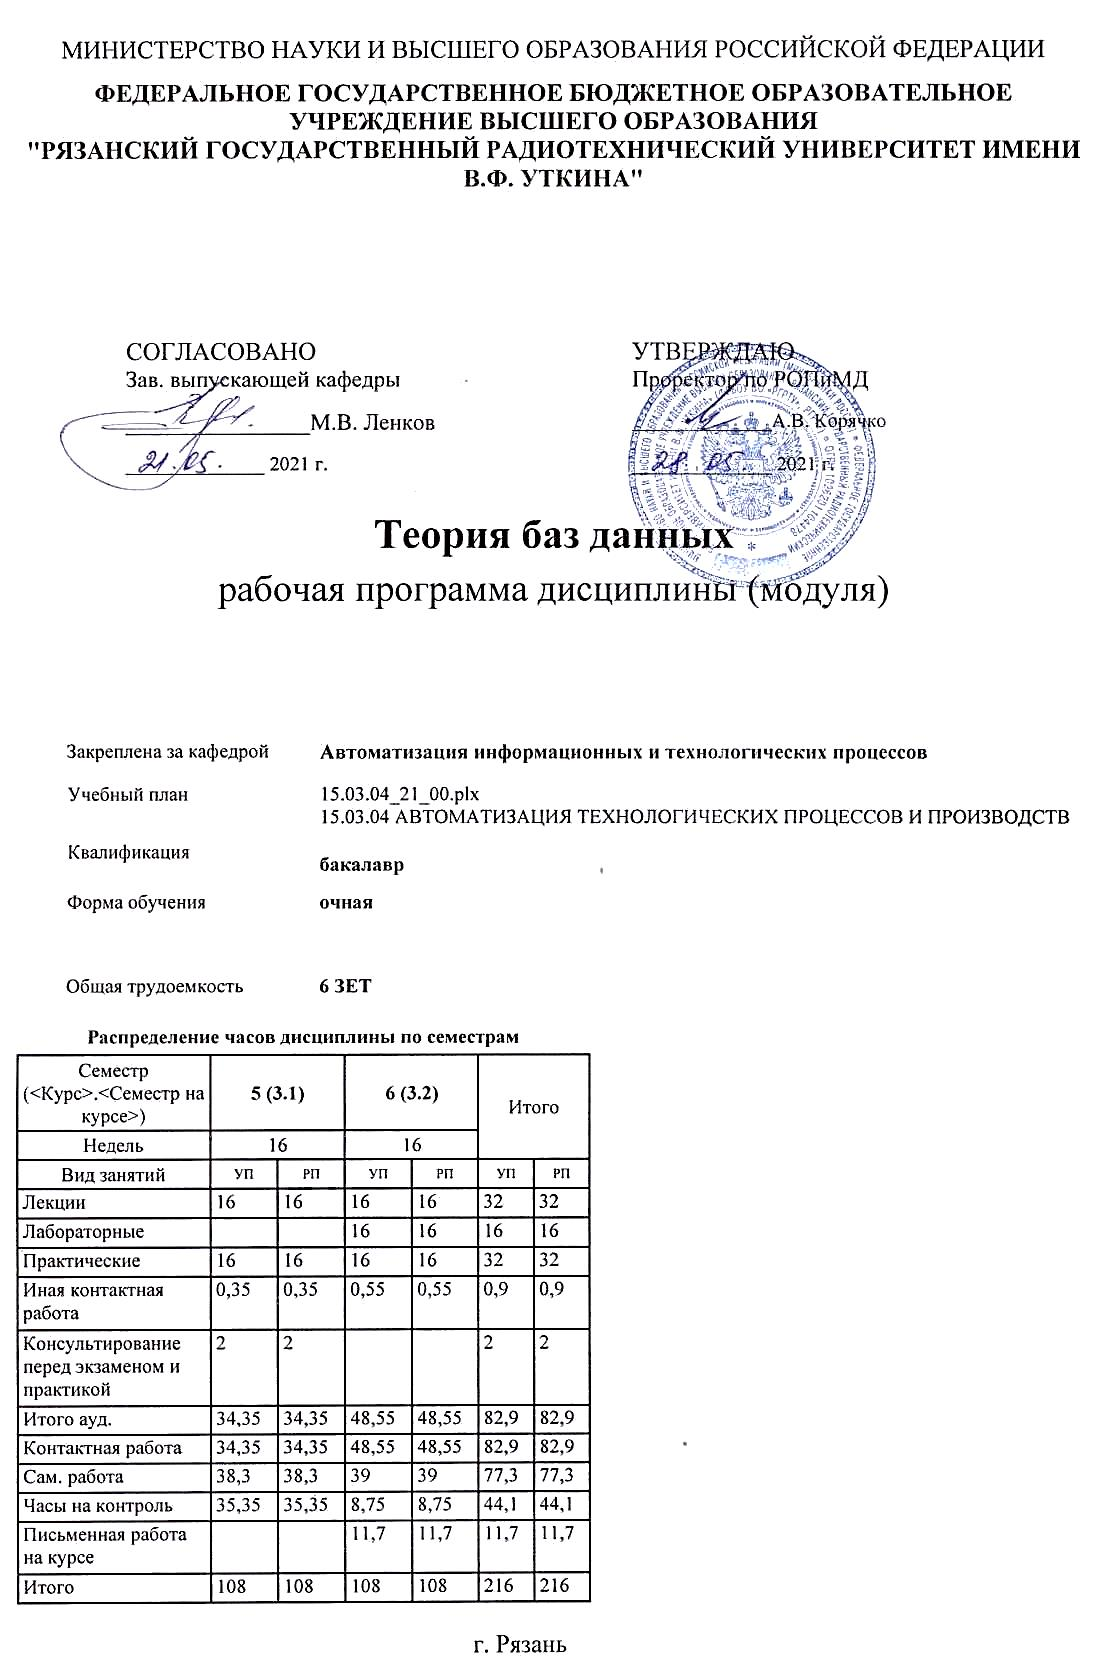 МИНИСТЕРСТВО НАУКИ И ВЫСШЕГО ОБРАЗОВАНИЯ РОССИЙСКОЙ ФЕДЕРАЦИИ
ФЕДЕРАЛЬНОЕ ГОСУДАРСТВЕННОЕ БЮДЖЕТНОЕ ОБРАЗОВАТЕЛЬНОЕ
УЧРЕЖДЕНИЕ ВЫСШЕГО ОБРАЗОВАНИЯ
"РЯЗАНСКИЙ ГОСУДАРСТВЕННЫЙ РАДИОТЕХНИЧЕСКИЙ УНИВЕРСИТЕТ ИМЕНИ
В.Ф. УТКИНА"
СОГЛАСОВАНО
Зав. выпускающей кафедры
М.В. Ленков
21.05. 2021 г.
УТВЕРЖДАЮ
Проректор по РОПиМД
А.В. Корячко
28.05. 2021 г.
Теория баз данных
рабочая программа дисциплины (модуля)
Закреплена за кафедрой Автоматизация информационных и технологических процессов
Учебный план 15.03.04_21_00.plx
15.03.04 АВТОМАТИЗАЦИЯ ТЕХНОЛОГИЧЕСКИХ ПРОЦЕССОВ И ПРОИЗВОДСТВ
Квалификация бакалавр
Форма обучения очная
Общая трудоемкость 6 ЗЕТ
Распределение часов дисциплины по семестрам
Семестр
(<Курс>.<Семестр на
курсе>) 5 (3.1) 6 (3.2) Итого
Недель 16 16
Вид занятий УП РП УП РП УП РП
Лекции 16 16 16 16 32 32
Лабораторные 16 16 16 16
Практические 16 16 16 16 32 32
Иная контактная
работа 0,35 0,35 0,55 0,55 0,9 0,9
Консультирование
перед экзаменом и
практикой 2 2 2 2
Итого ауд. 34,35 34,35 48,55 48,55 82,9 82,9
Контактная работа 34,35 34,35 48,55 48,55 82,9 82,9
Сам. работа 38,3 38,3 39 39 77,3 77,3
Часы на контроль 35,35 35,35 8,75 8,75 44,1 44,1
Письменная работа
на курсе 11,7 11,7 11,7 11,7
Итого 108 108 108 108 216 216
г. Рязань